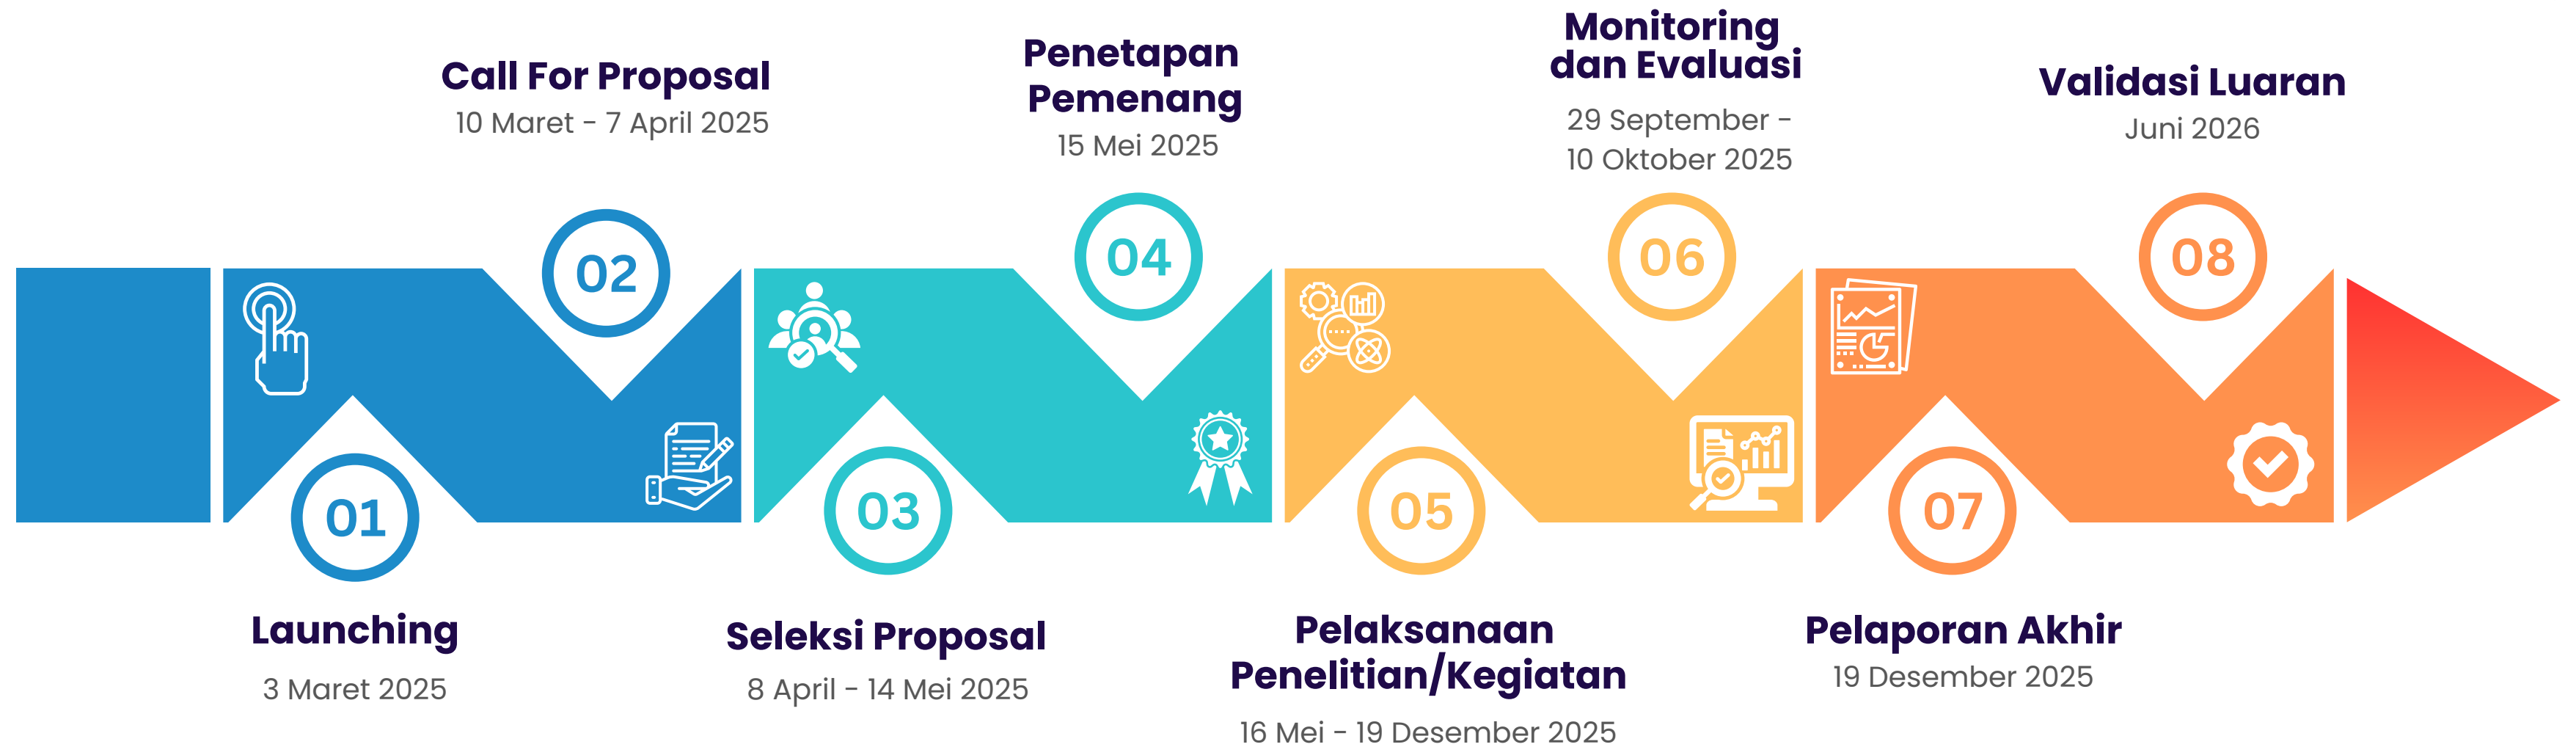 01
Launching
3 Maret 2025
02
Call For Proposal
10 Maret - 7 April 2025
03
Seleksi Proposal
8 April - 14 Mei 2025
04
Penetapan
Pemenang
15 Mei 2025
05
Pelaksanaan
Penelitian/Kegiatan
16 Mei - 19 Desember 2025
06
Monitoring
dan Evaluasi
29 September -
10 Oktober 2025
07
Pelaporan Akhir
19 Desember 2025
08
Validasi Luaran
Juni 2026